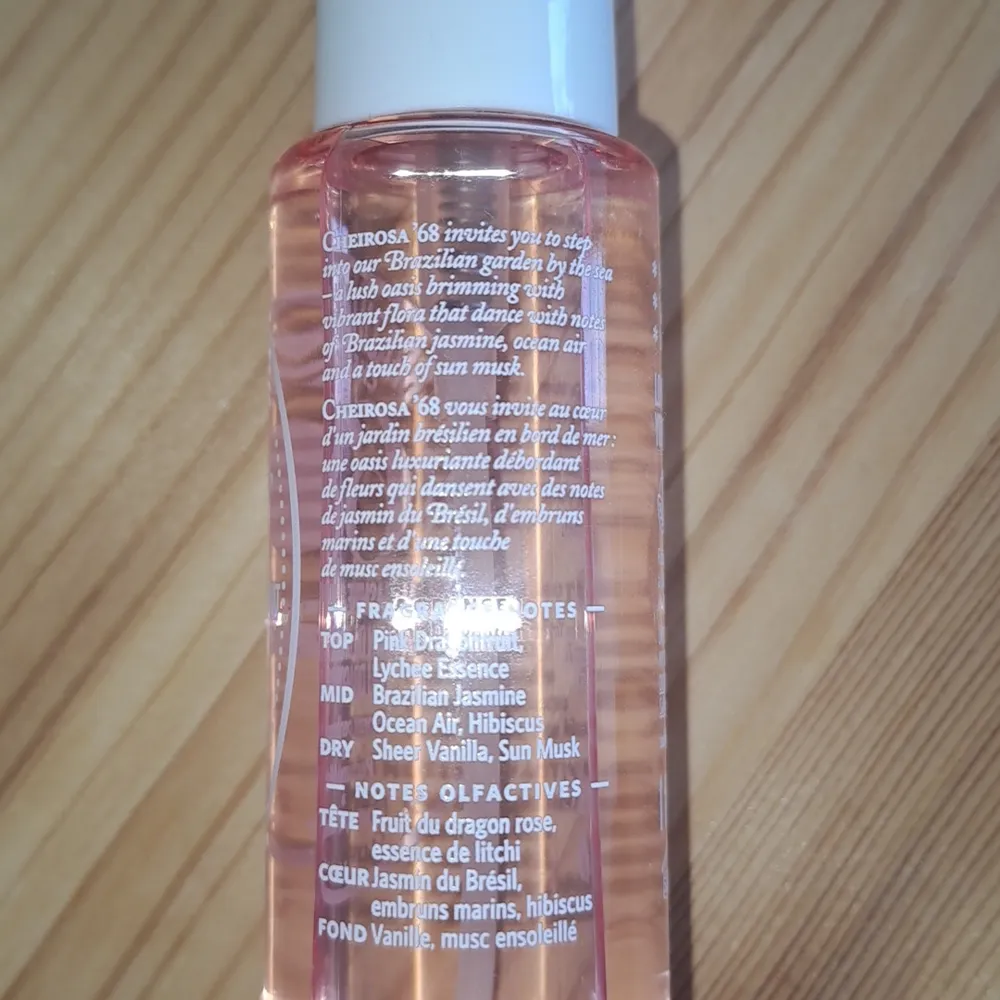 CHEIROSA '68 invites you to step
into our Brazilian garden by the sea
– a lush oasis brimming with
vibrant flora that dance with notes
of Brazilian jasmine, ocean air
and a touch of sun musk.
CHEIROSA '68 vous invite au cœur
d'un jardin brésilien en bord de mer :
une oasis luxuriante débordant
de fleurs qui dansent avec des notes
de jasmin du Brésil, d'embruns
marins et d'une touche
de musc ensoleillé.
— FRAGRANCE NOTES —
TOP Pink Dragonfruit,
Lychee Essence
MID Brazilian Jasmine
Ocean Air, Hibiscus
DRY Sheer Vanilla, Sun Musk
— NOTES OLFACTIVES —
TÊTE Fruit du dragon rose,
essence de litchi
CŒUR Jasmin du Brésil,
embruns marins, hibiscus
FOND Vanille, musc ensoleillé